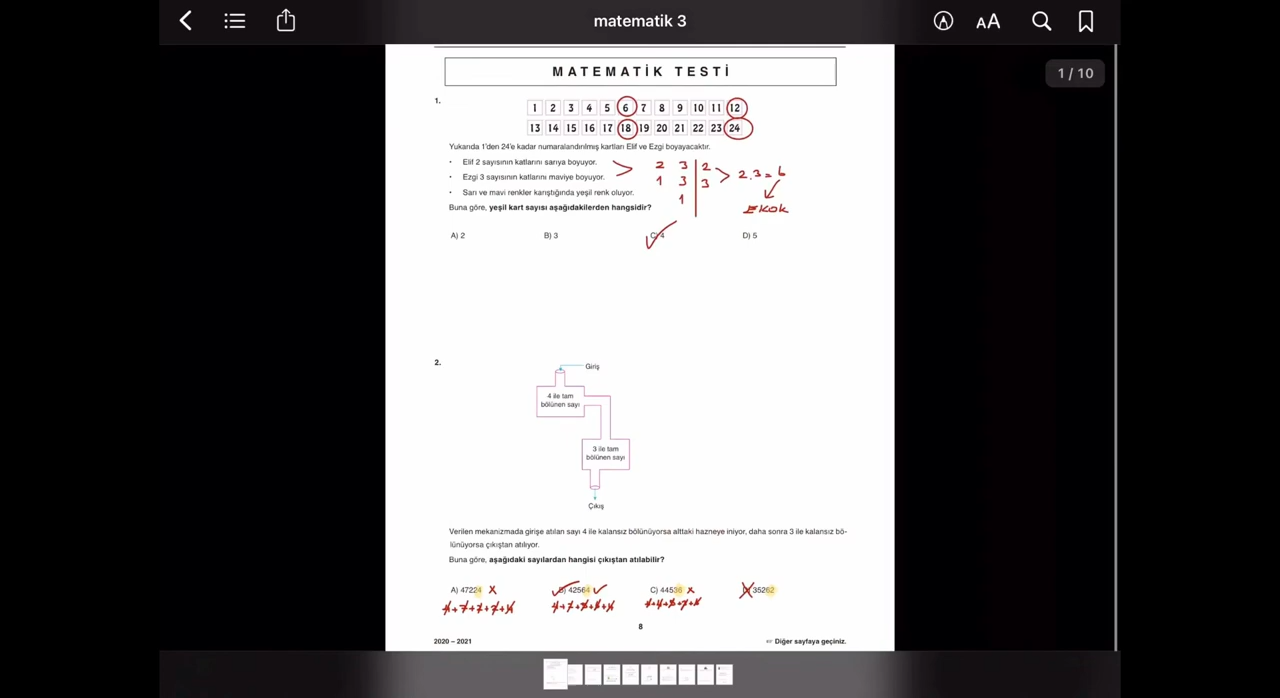 matematik 3
AA
1 / 10
MATEMATİK TESTİ
1.
1 2 3 4 5 6 7 8 9 10 11 12
13 14 15 16 17 18 19 20 21 22 23 24
Yukarıda 1'den 24'e kadar numaralandırılmış kartları Elif ve Ezgi boyayacaktır.
• Elif 2 sayısının katlarını sarıya boyuyor.
• Ezgi 3 sayısının katlarını maviye boyuyor.
• Sarı ve mavi renkler karıştığında yeşil renk oluyor.
2 3 | 2
1 3 | 3
1
> 2.3 = 6
EKOK
Buna göre, yeşil kart sayısı aşağıdakilerden hangisidir?
A) 2 B) 3 C) 4 D) 5
2.
Giriş
4 ile tam
bölünen sayı
3 ile tam
bölünen sayı
Çıkış
Verilen mekanizmada girişe atılan sayı 4 ile kalansız bölünüyorsa alttaki hazneye iniyor, daha sonra 3 ile kalansız bö-
lünüyorsa çıkıştan atılıyor.
Buna göre, aşağıdaki sayılardan hangisi çıkıştan atılabilir?
A) 47224 x B) 42564 ✓ C) 44536 x D) 35262
8
2020 – 2021
Diğer sayfaya geçiniz.